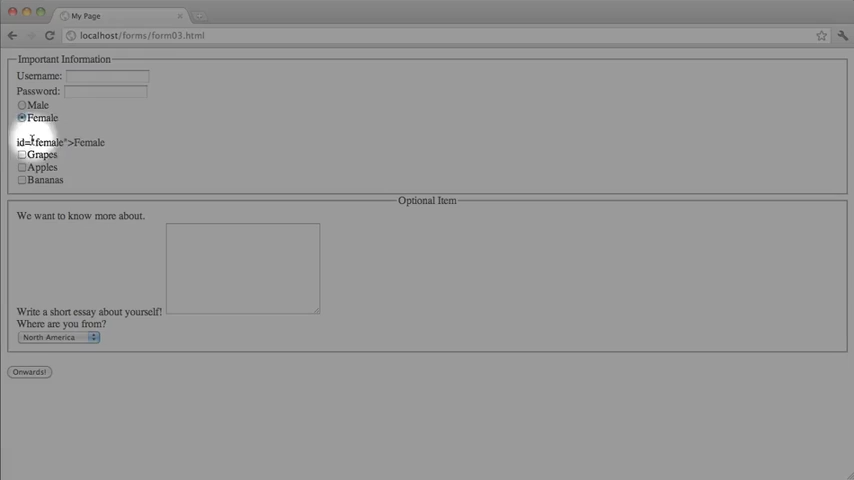 My Page
localhost/forms/form03.html
Important Information
Username:
Password:
Male
Female
id="female">Female
Grapes
Apples
Bananas
Optional Item
We want to know more about.
Write a short essay about yourself!
Where are you from?
North America
Onwards!